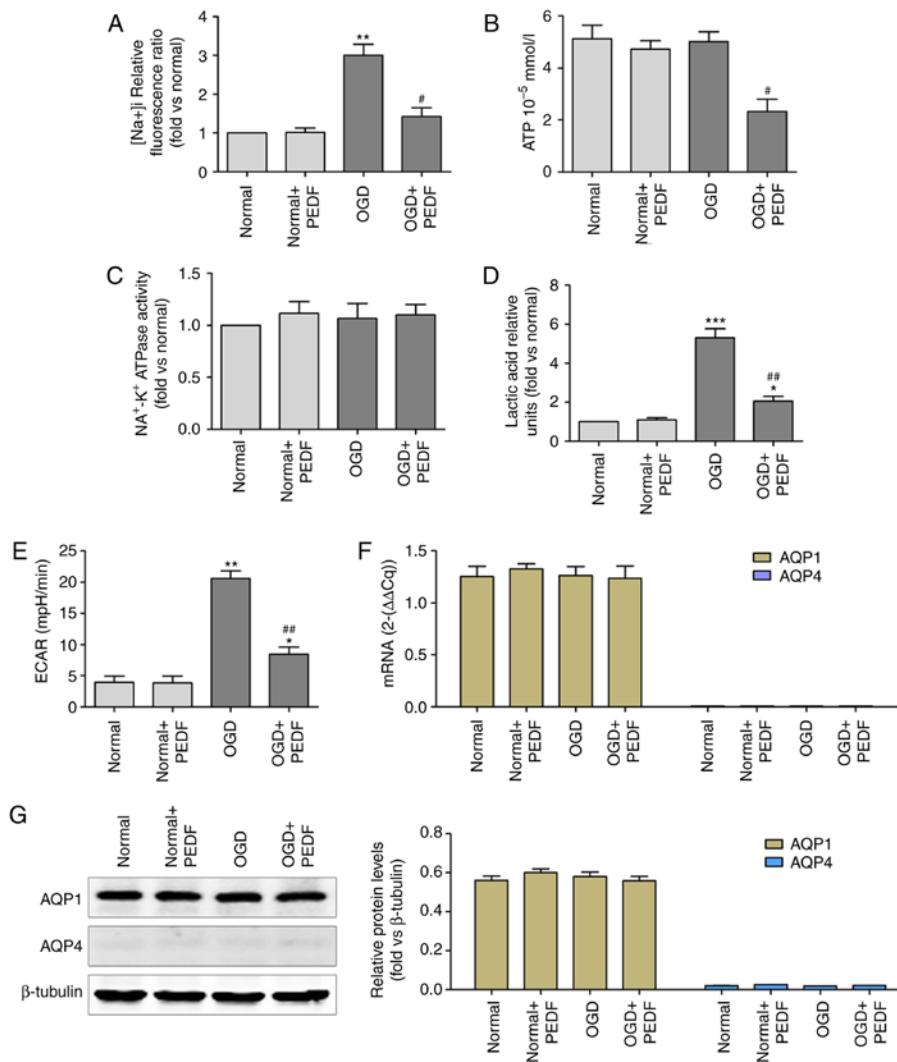 A
[Na+]i Relative
fluorescence ratio
(fold vs normal)
4
3
2
1
0
**
#
Normal
Normal+
PEDF
OGD
OGD+
PEDF
B
ATP 10⁻⁵ mmol/l
6
4
2
0
#
Normal
Normal+
PEDF
OGD
OGD+
PEDF
C
NA⁺-K⁺ ATPase activity
(fold vs normal)
1.5
1.0
0.5
0.0
Normal
Normal+
PEDF
OGD
OGD+
PEDF
D
Lactic acid relative
units (fold vs normal)
8
6
4
2
0
***
##
*
Normal
Normal+
PEDF
OGD
OGD+
PEDF
E
ECAR (mpH/min)
25
20
15
10
5
0
**
##
*
Normal
Normal+
PEDF
OGD
OGD+
PEDF
F
mRNA (2-(ΔΔCq))
1.5
1.0
0.5
0.0
AQP1
AQP4
Normal
Normal+
PEDF
OGD
OGD+
PEDF
Normal
Normal+
PEDF
OGD
OGD+
PEDF
G
Normal
Normal+
PEDF
OGD
OGD+
PEDF
AQP1
AQP4
β-tubulin
Relative protein levels
(fold vs β-tubulin)
0.8
0.6
0.4
0.2
0.0
AQP1
AQP4
Normal
Normal+
PEDF
OGD
OGD+
PEDF
Normal
Normal+
PEDF
OGD
OGD+
PEDF